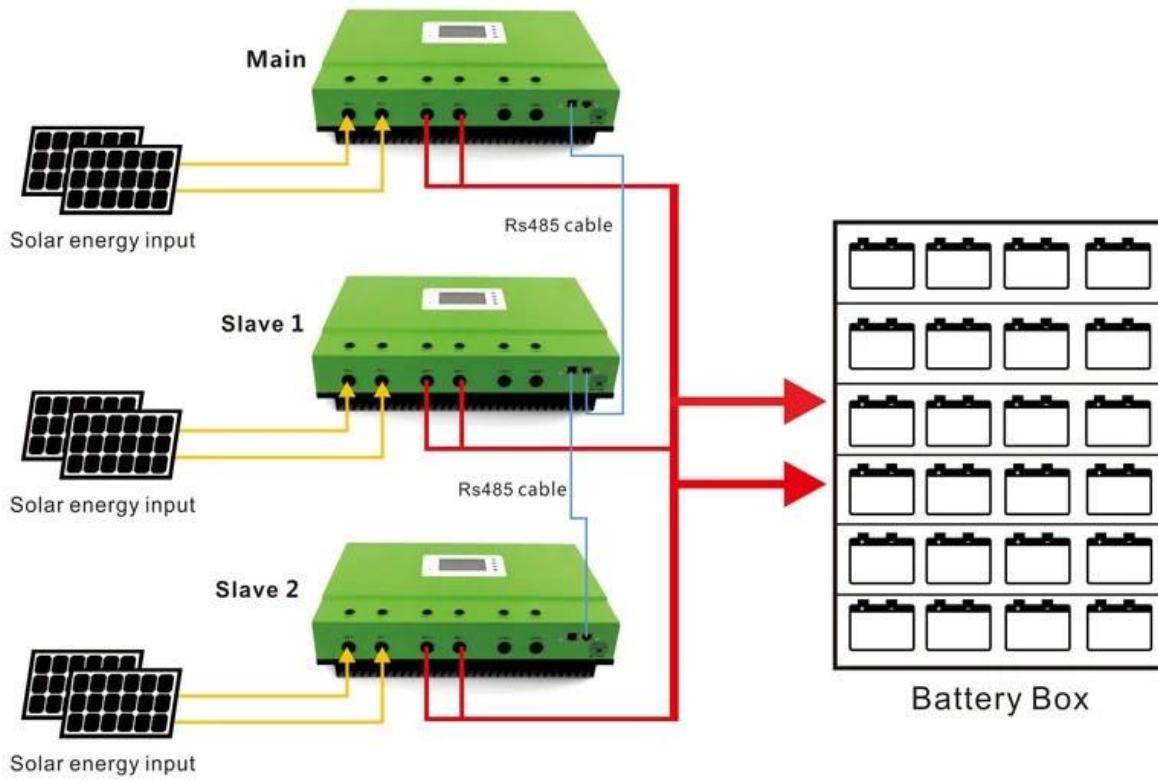 Main
Solar energy input
Rs485 cable
Slave 1
Solar energy input
Rs485 cable
Slave 2
Solar energy input
Battery Box